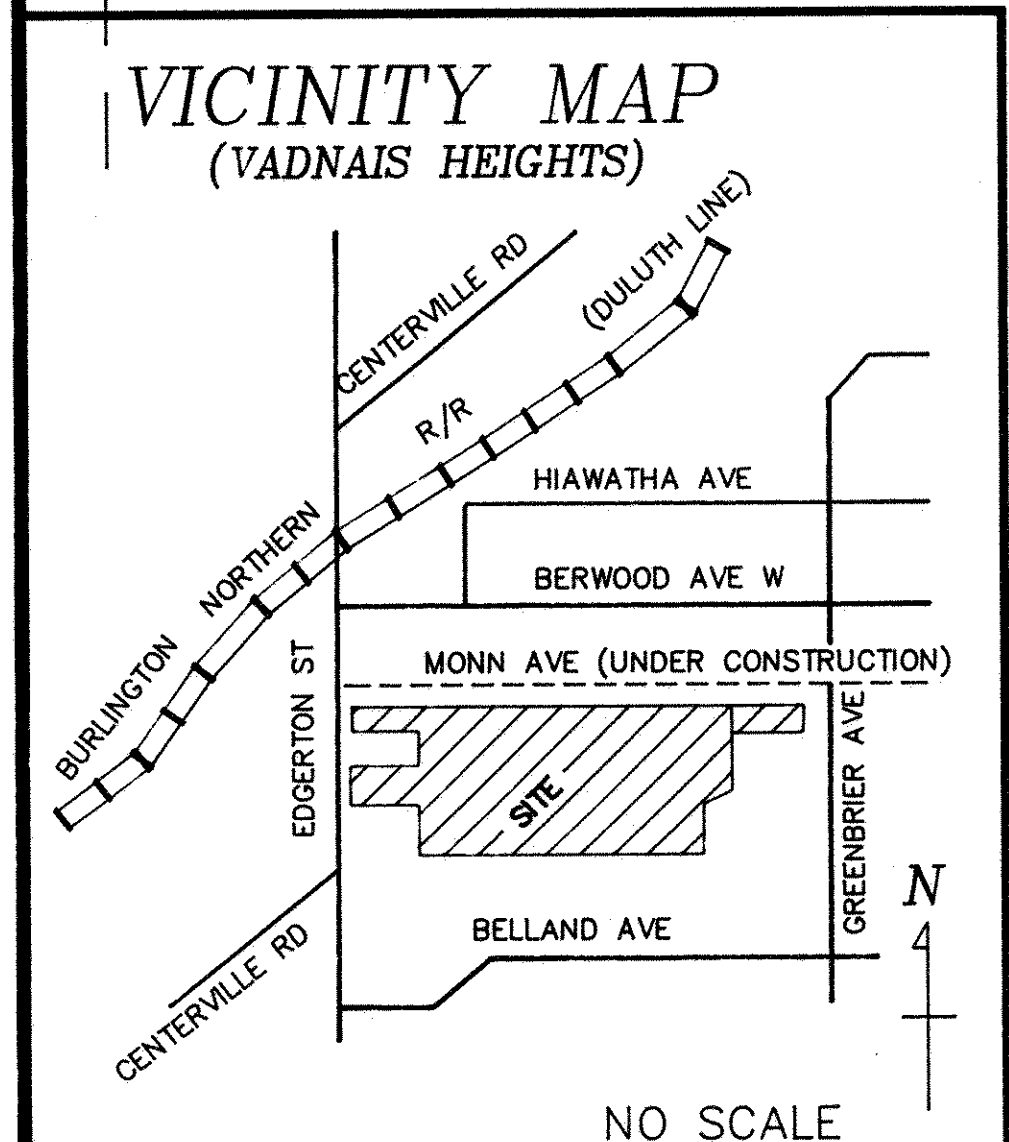 VICINITY MAP
(VADNAIS HEIGHTS)
CENTERVILLE RD
(DULUTH LINE)
R/R
HIAWATHA AVE
NORTHERN
BERWOOD AVE W
BURLINGTON
EDGERTON ST
MONN AVE (UNDER CONSTRUCTION)
SITE
GREENBRIER AVE
N
BELLAND AVE
CENTERVILLE RD
NO SCALE